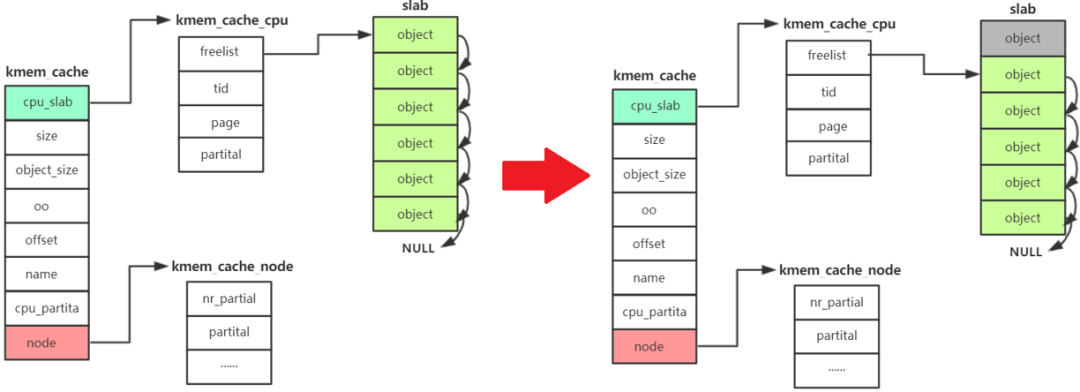 kmem_cache
cpu_slab
size
object_size
oo
offset
name
cpu_partita
node
kmem_cache_cpu
freelist
tid
page
partital
slab
object
object
object
object
object
object
NULL
kmem_cache_node
nr_partial
partital
......
kmem_cache
cpu_slab
size
object_size
oo
offset
name
cpu_partita
node
kmem_cache_cpu
freelist
tid
page
partital
slab
object
object
object
object
object
object
NULL
kmem_cache_node
nr_partial
partital
......